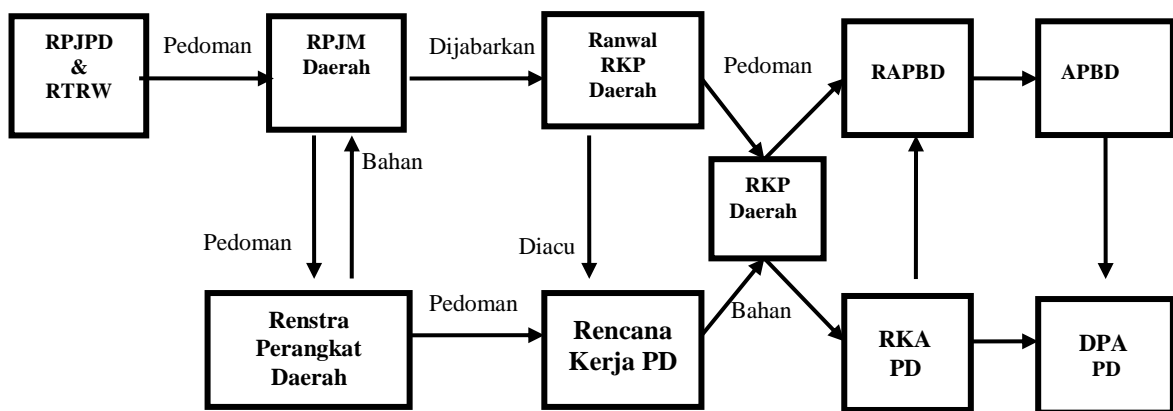 RPJPD
&
RTRW
Pedoman
RPJM
Daerah
Dijabarkan
Ranwal
RKP
Daerah
Pedoman
RAPBD
APBD
Bahan
Pedoman
Diacu
RKP
Daerah
Renstra
Perangkat
Daerah
Pedoman
Rencana
Kerja PD
Bahan
RKA
PD
DPA
PD